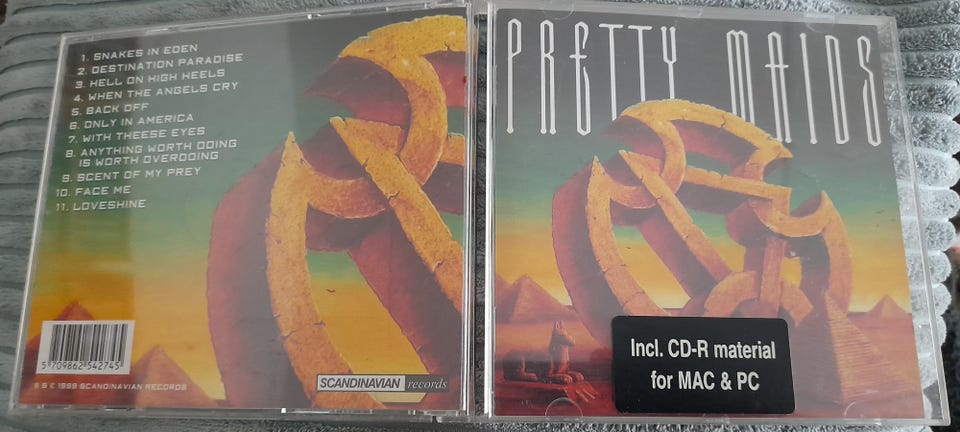 1. SNAKES IN EDEN
2. DESTINATION PARADISE
3. HELL ON HIGH HEELS
4. WHEN THE ANGELS CRY
5. BACK OFF
6. ONLY IN AMERICA
7. WITH THEESE EYES
8. ANYTHING WORTH DOING
IS WORTH OVERDOING
9. SCENT OF MY PREY
10. FACE ME
11. LOVESHINE
5 709862 542745
1999 SCANDINAVIAN RECORDS
SCANDINAVIAN records
PRETTY MAIDS
Incl. CD-R material
for MAC & PC